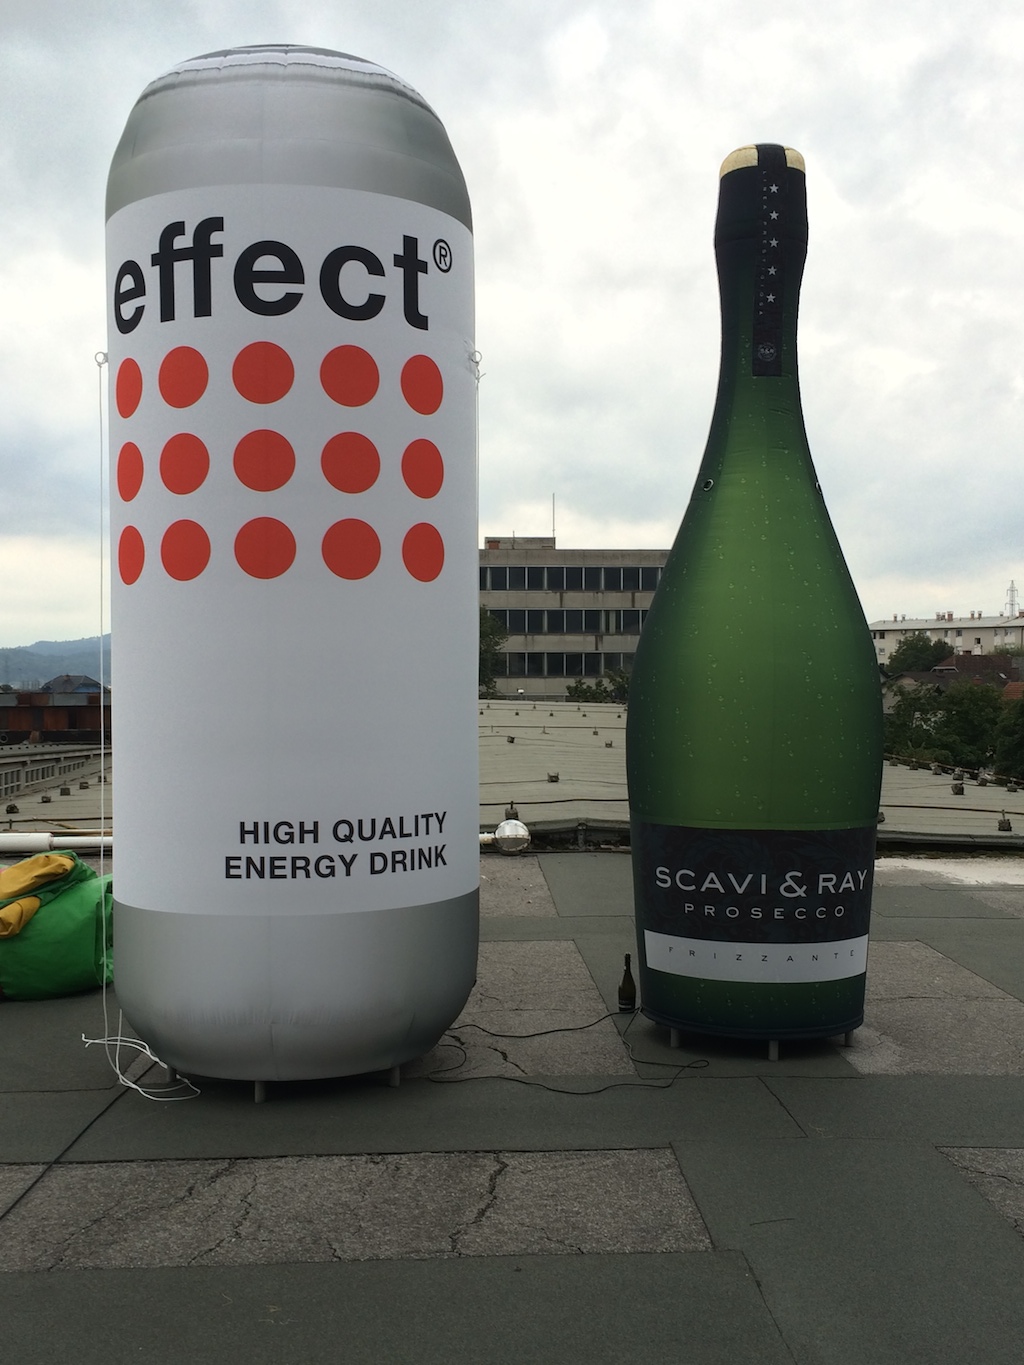 effect®
HIGH QUALITY
ENERGY DRINK
SCAVI & RAY
PROSECCO
FRIZZANTE